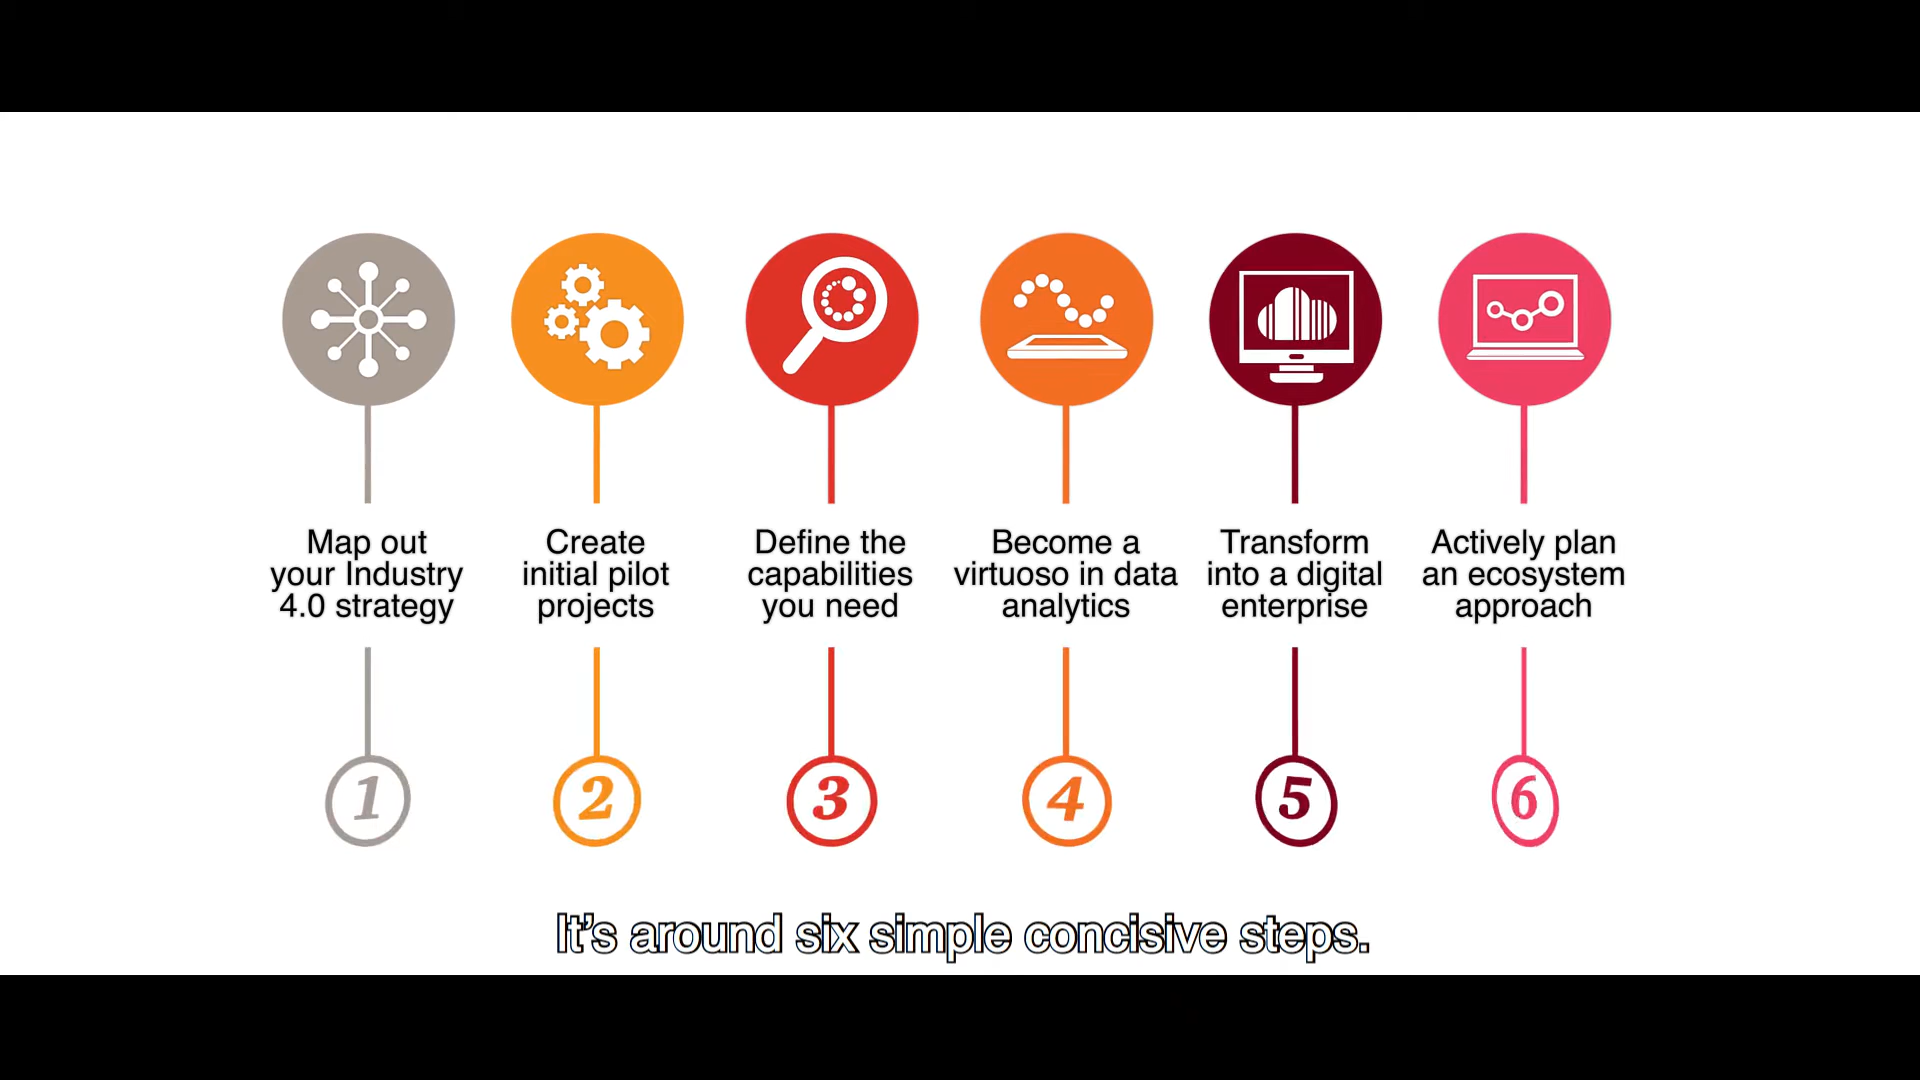 Map out
your Industry
4.0 strategy
Create
initial pilot
projects
Define the
capabilities
you need
Become a
virtuoso in data
analytics
Transform
into a digital
enterprise
Actively plan
an ecosystem
approach
1
2
3
4
5
6
It's around six simple concisive steps.